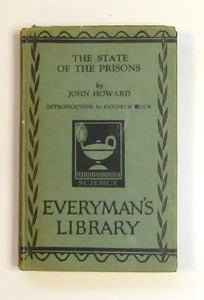 THE STATE
OF THE PRISONS
by
JOHN HOWARD
INTRODUCTION by KENNETH RUCK
SCIENCE
EVERYMAN'S
LIBRARY